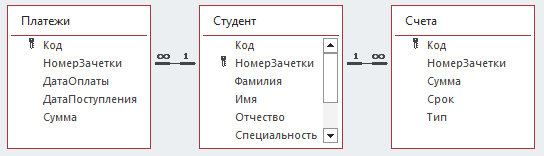 Платежи
Код
НомерЗачетки
ДатаОплаты
ДатаПоступления
Сумма
∞ 1
Студент
Код
НомерЗачетки
Фамилия
Имя
Отчество
Специальность
1 ∞
Счета
Код
НомерЗачетки
Сумма
Срок
Тип